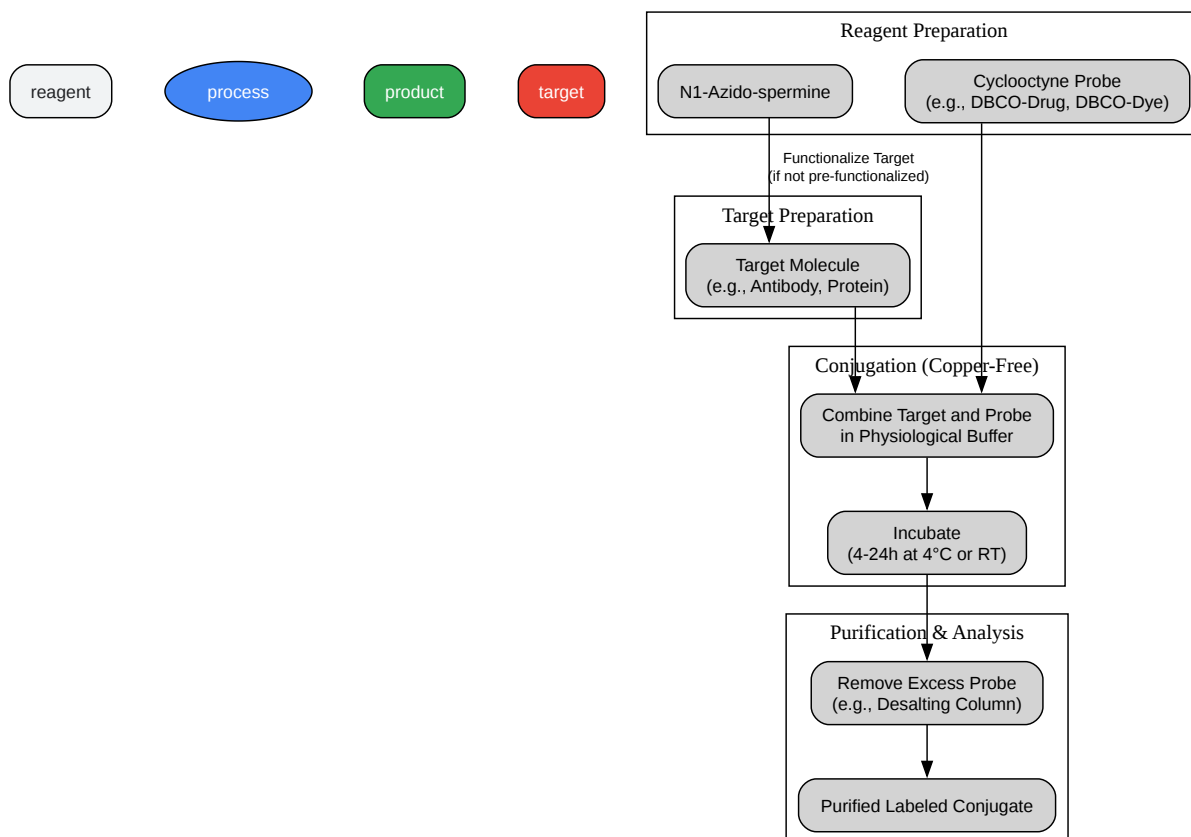 Reagent Preparation
reagent
process
product
target
N1-Azido-spermine
Cyclooctyne Probe
(e.g., DBCO-Drug, DBCO-Dye)
Functionalize Target
(if not pre-functionalized)
Target Preparation
Target Molecule
(e.g., Antibody, Protein)
Conjugation (Copper-Free)
Combine Target and Probe
in Physiological Buffer
Incubate
(4-24h at 4°C or RT)
Purification & Analysis
Remove Excess Probe
(e.g., Desalting Column)
Purified Labeled Conjugate